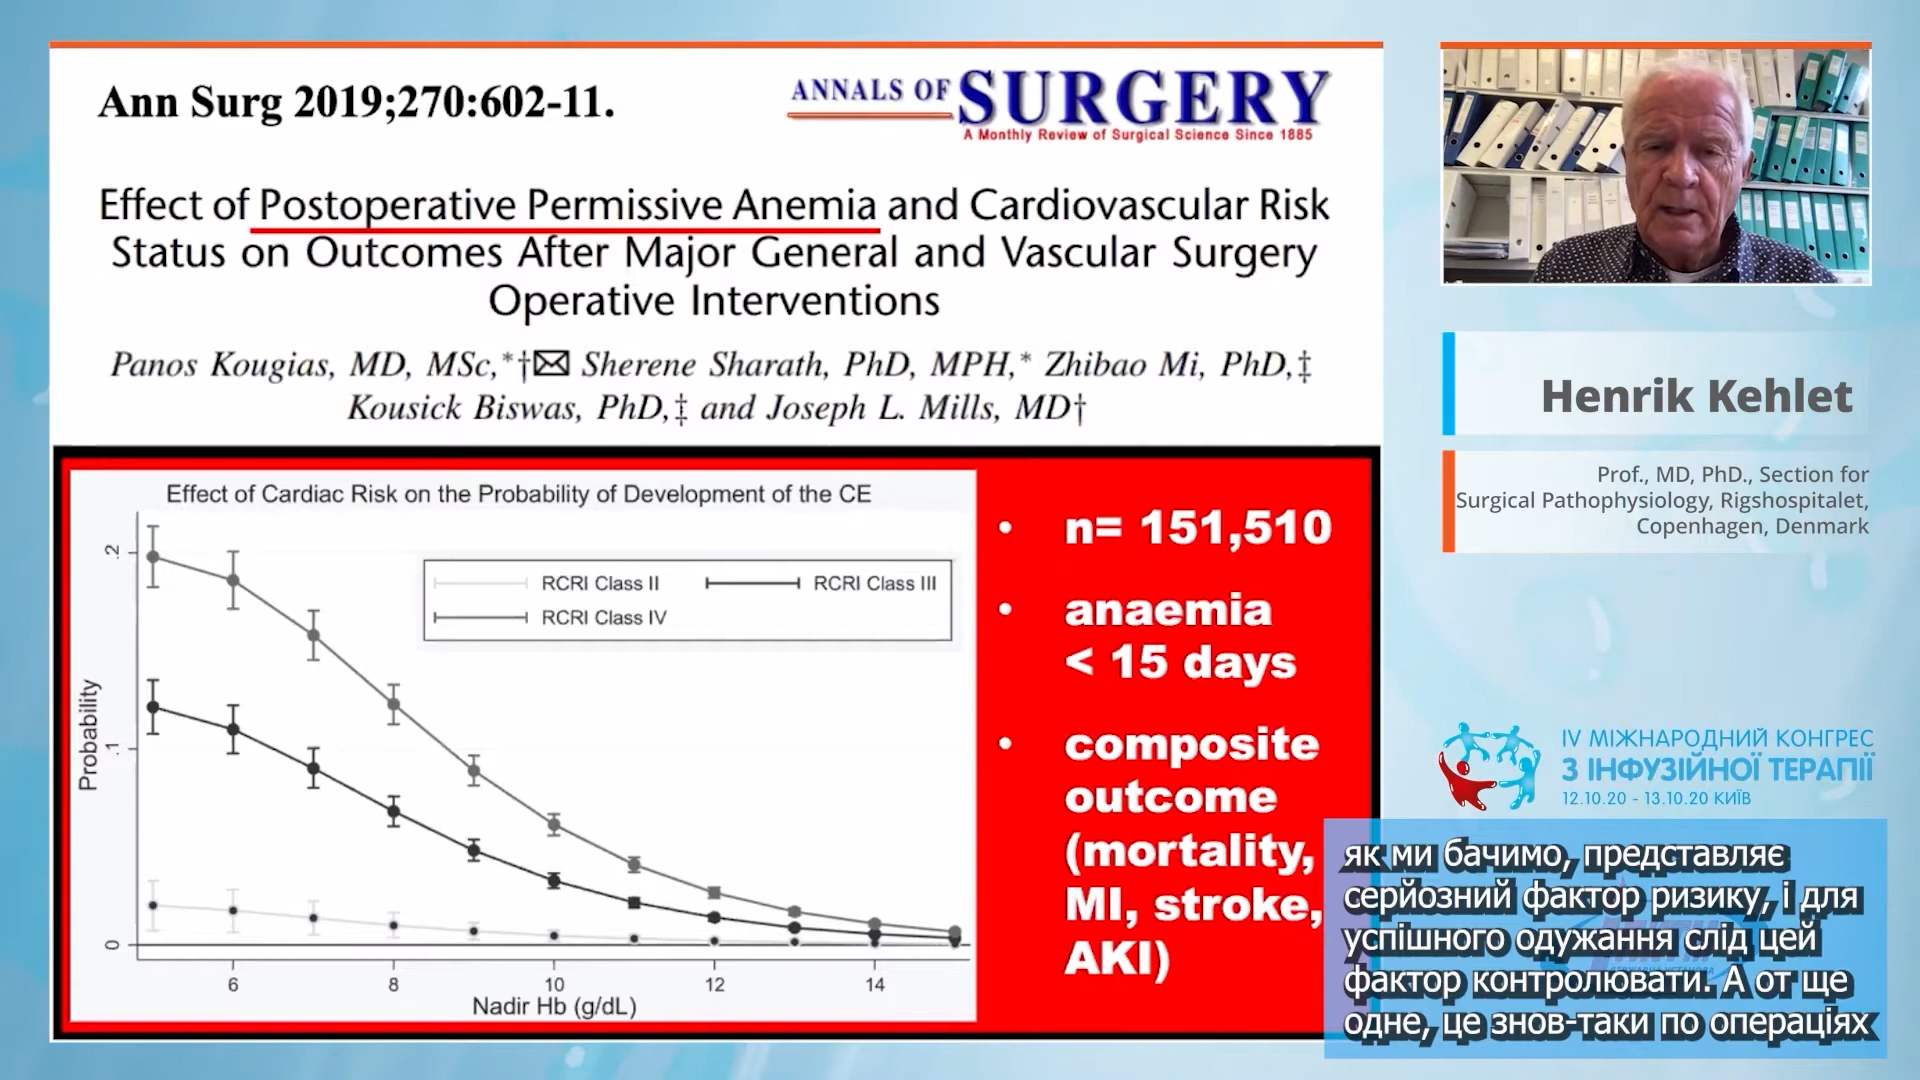 Ann Surg 2019;270:602-11.
ANNALS OF SURGERY
A Monthly Review of Surgical Science Since 1885
Effect of Postoperative Permissive Anemia and Cardiovascular Risk
Status on Outcomes After Major General and Vascular Surgery
Operative Interventions
Panos Kougias, MD, MSc,*†✉ Sherene Sharath, PhD, MPH,* Zhibao Mi, PhD,‡
Kousick Biswas, PhD,‡ and Joseph L. Mills, MD†
Effect of Cardiac Risk on the Probability of Development of the CE
RCRI Class II
RCRI Class III
RCRI Class IV
Probability
.2
.1
0
6 8 10 12 14
Nadir Hb (g/dL)
• n= 151,510
• anaemia
< 15 days
• composite
outcome
(mortality,
MI, stroke,
AKI)
Henrik Kehlet
Prof., MD, PhD., Section for
Surgical Pathophysiology, Rigshospitalet,
Copenhagen, Denmark
IV МІЖНАРОДНИЙ КОНГРЕС
З ІНФУЗІЙНОЇ ТЕРАПІЇ
12.10.20 - 13.10.20 КИЇВ
як ми бачимо, представляє
серйозний фактор ризику, і для
успішного одужання слід цей
фактор контролювати. А от ще
одне, це знов-таки по операціях